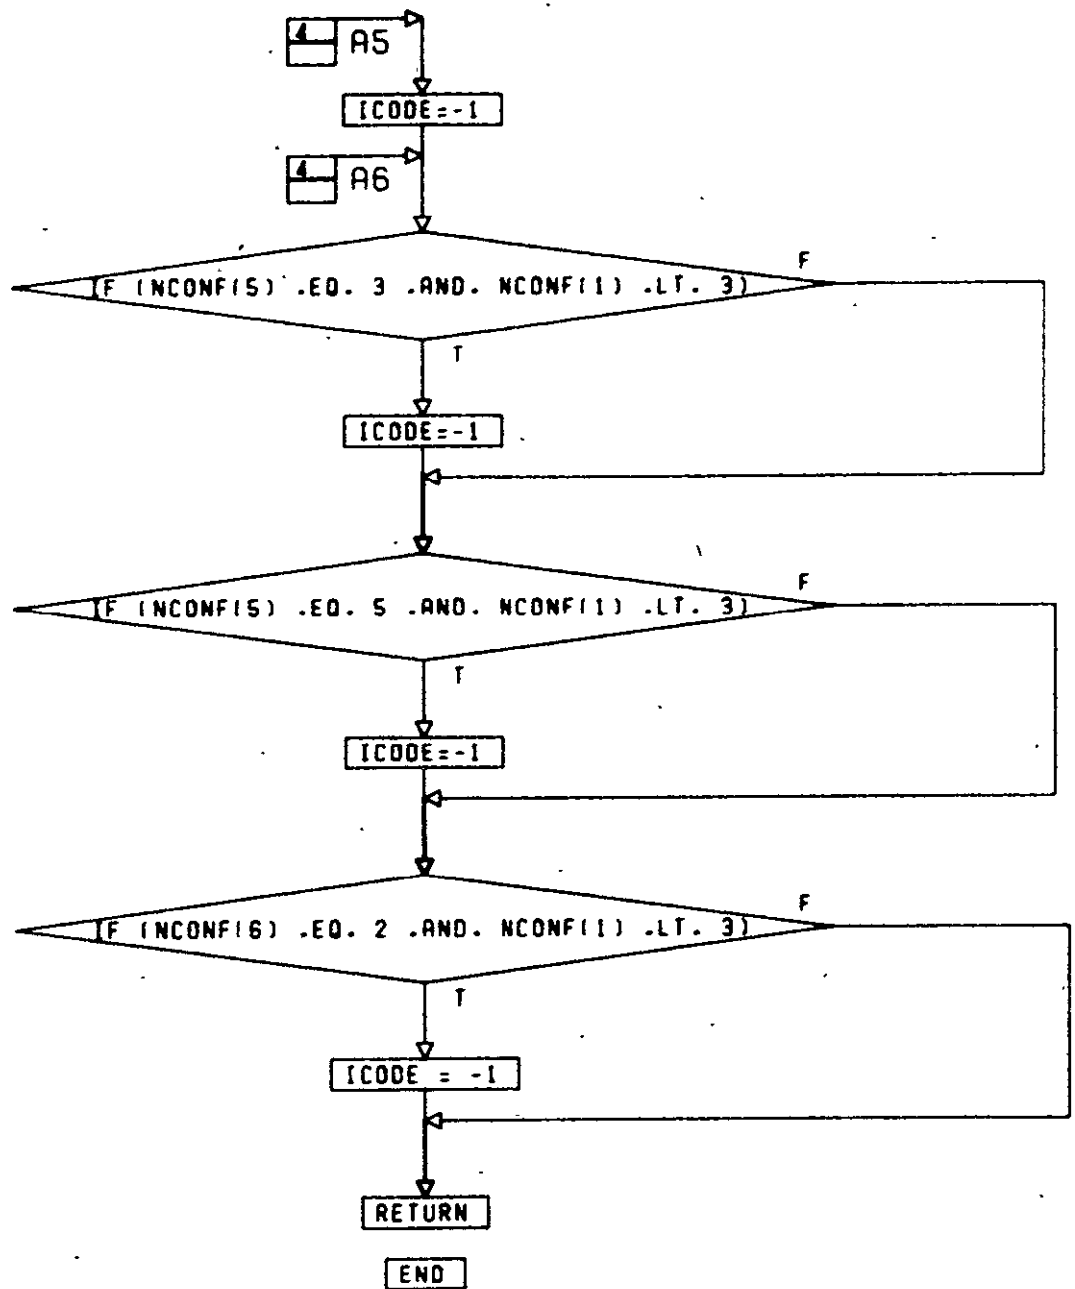 4 A5
ICODE=-1
4 A6
F
IF (NCONF(5) .EQ. 3 .AND. NCONF(1) .LT. 3)
T
ICODE=-1
F
IF (NCONF(5) .EQ. 5 .AND. NCONF(1) .LT. 3)
T
ICODE=-1
F
IF (NCONF(6) .EQ. 2 .AND. NCONF(1) .LT. 3)
T
ICODE = -1
RETURN
END